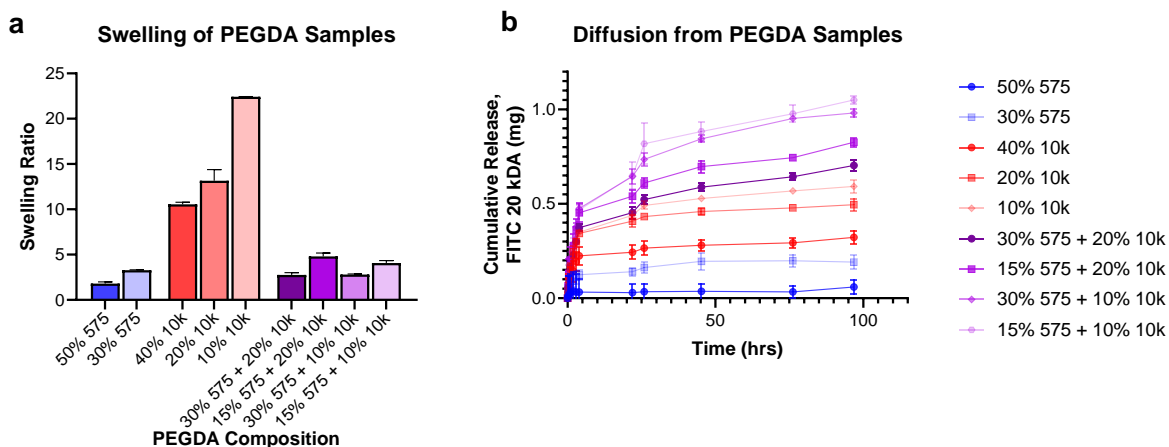 a
Swelling of PEGDA Samples
Swelling Ratio
25
20
15
10
5
0
50% 575
30% 575
40% 10k
20% 10k
10% 10k
30% 575 + 20% 10k
15% 575 + 20% 10k
30% 575 + 10% 10k
15% 575 + 10% 10k
PEGDA Composition
b
Diffusion from PEGDA Samples
Cumulative Release,
FITC 20 kDA (mg)
1.0
0.5
0.0
0
50
100
Time (hrs)
50% 575
30% 575
40% 10k
20% 10k
10% 10k
30% 575 + 20% 10k
15% 575 + 20% 10k
30% 575 + 10% 10k
15% 575 + 10% 10k